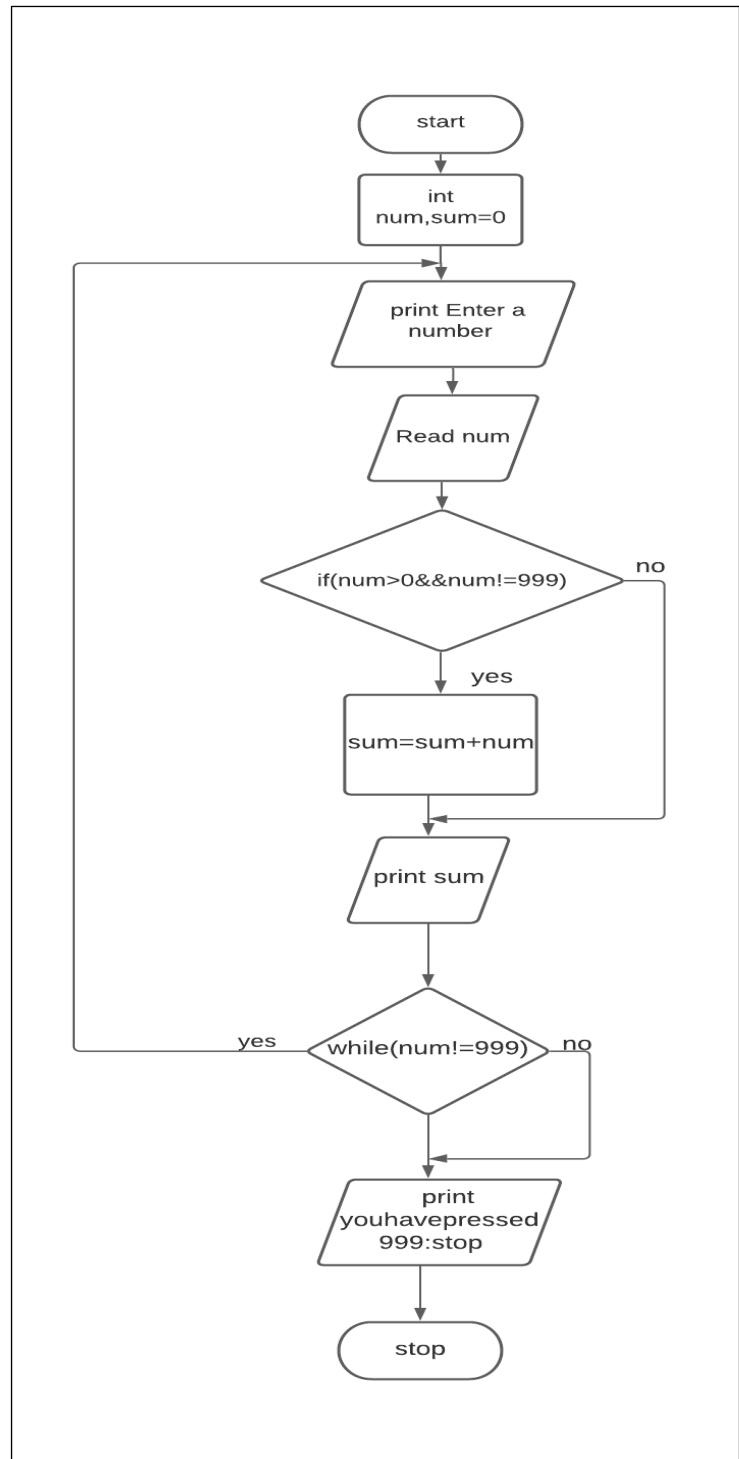 start
int
num,sum=0
print Enter a
number
Read num
if(num>0&&num!=999)
no
yes
sum=sum+num
print sum
yes
while(num!=999)
no
print
youhavepressed
999:stop
stop